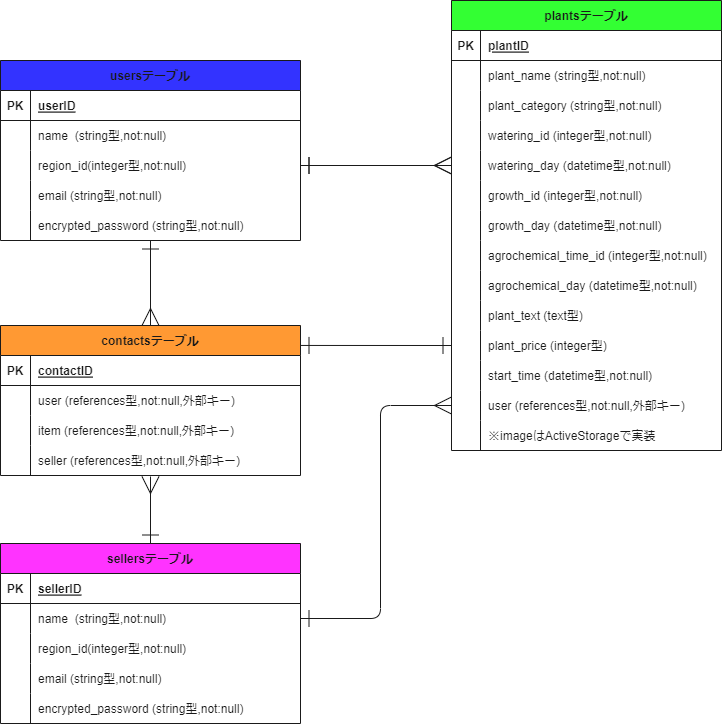 usersテーブル
PK userID
name  (string型,not:null)
region_id(integer型,not:null)
email (string型,not:null)
encrypted_password (string型,not:null)
contactsテーブル
PK contactID
user (references型,not:null,外部キー)
item (references型,not:null,外部キー)
seller (references型,not:null,外部キー)
sellersテーブル
PK sellerID
name  (string型,not:null)
region_id(integer型,not:null)
email (string型,not:null)
encrypted_password (string型,not:null)
plantsテーブル
PK plantID
plant_name (string型,not:null)
plant_category (string型,not:null)
watering_id (integer型,not:null)
watering_day (datetime型,not:null)
growth_id (integer型,not:null)
growth_day (datetime型,not:null)
agrochemical_time_id (integer型,not:null)
agrochemical_day (datetime型,not:null)
plant_text (text型)
plant_price (integer型)
start_time (datetime型,not:null)
user (references型,not:null,外部キー)
※imageはActiveStorageで実装